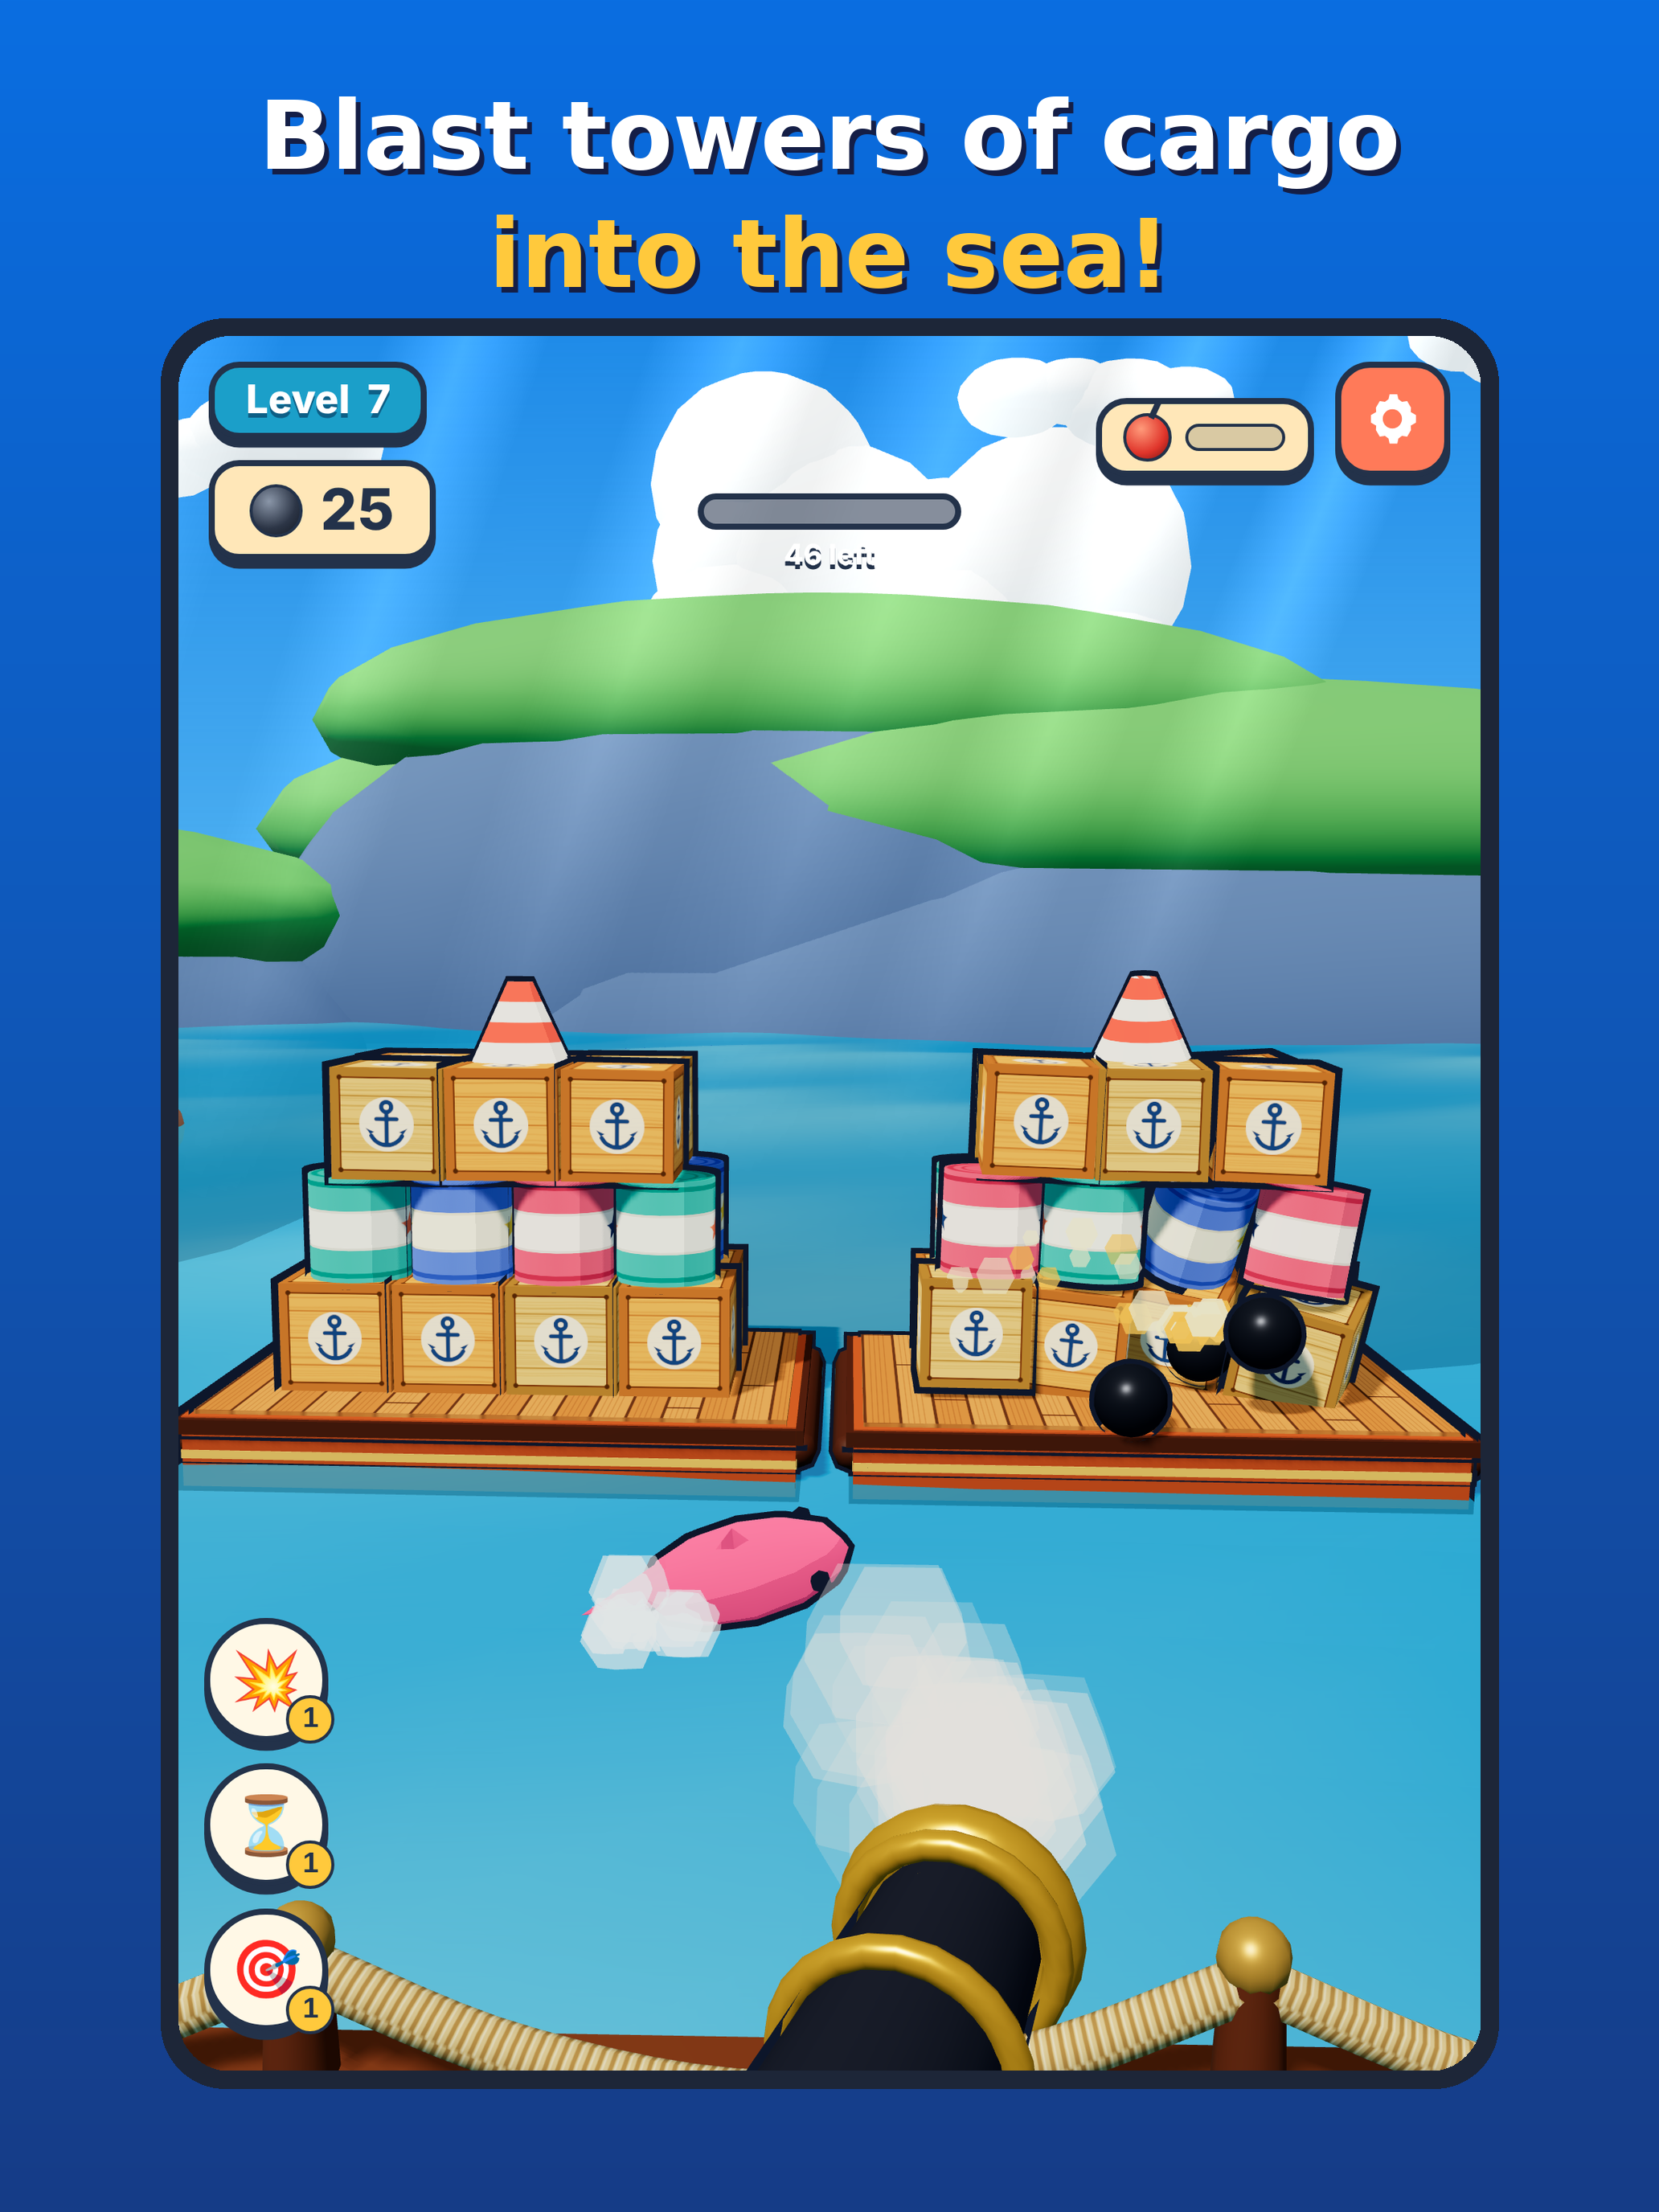 Blast towers of cargo
into the sea!
Level 7
25
46 left
1
1
1